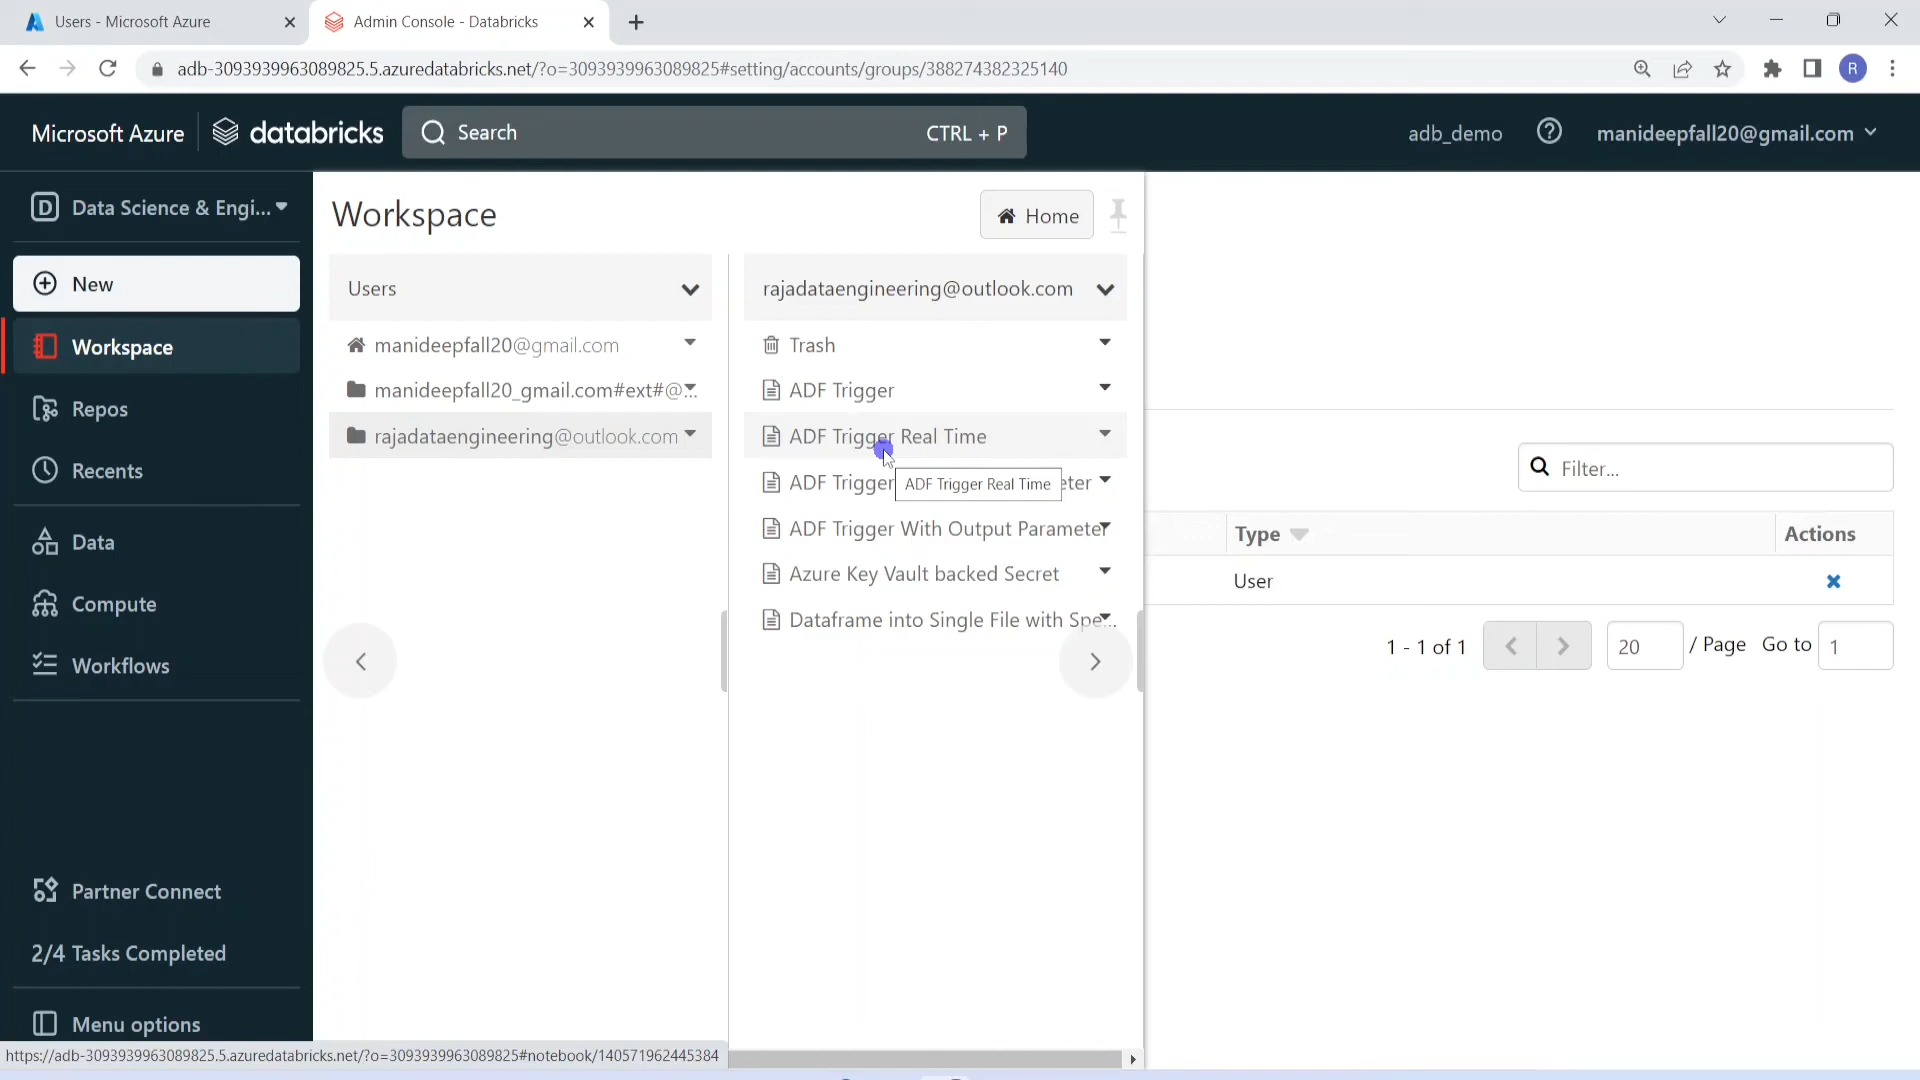 Users - Microsoft Azure
Admin Console - Databricks
adb-3093939963089825.5.azuredatabricks.net/?o=3093939963089825#setting/accounts/groups/388274382325140
R
Microsoft Azure
databricks
Search
CTRL + P
adb_demo
manideepfall20@gmail.com
D
Data Science & Engi...
New
Workspace
Repos
Recents
Data
Compute
Workflows
Partner Connect
2/4 Tasks Completed
Menu options
Workspace
Home
Users
manideepfall20@gmail.com
manideepfall20_gmail.com#ext#@...
rajadataengineering@outlook.com
rajadataengineering@outlook.com
Trash
ADF Trigger
ADF Trigger Real Time
ADF Trigger
eter
ADF Trigger Real Time
ADF Trigger With Output Parameter
Azure Key Vault backed Secret
Dataframe into Single File with Spe...
Filter...
Type
Actions
User
1 - 1 of 1
20
/ Page
Go to
1
https://adb-3093939963089825.5.azuredatabricks.net/?o=3093939963089825#notebook/140571962445384